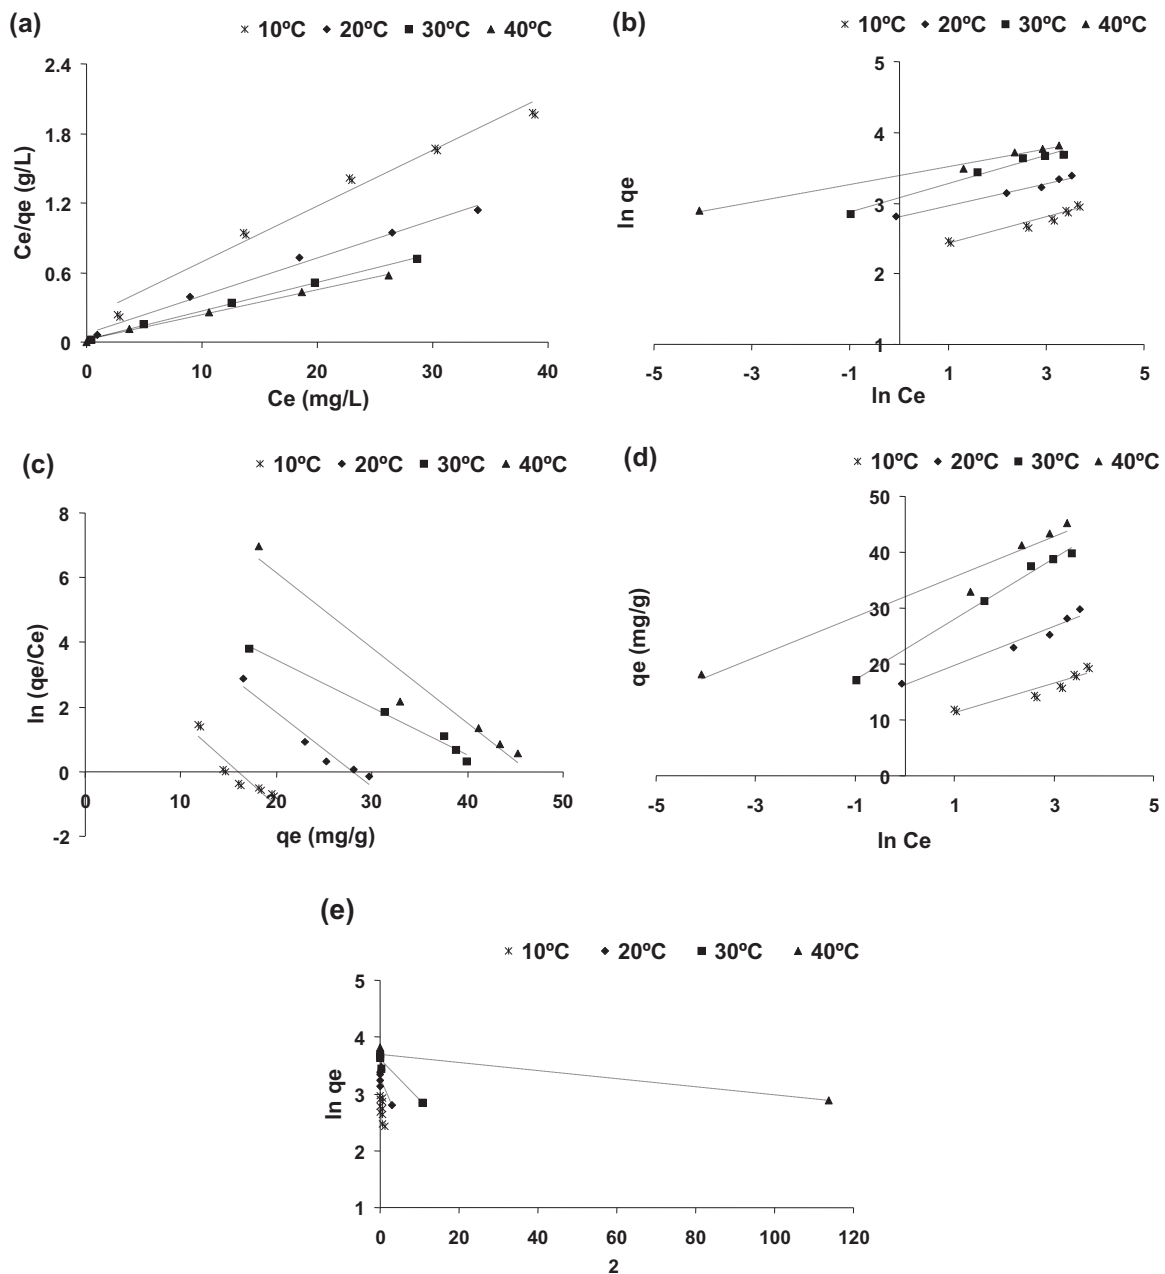 (a)
10ºC 20ºC 30ºC 40ºC
Ce/qe (g/L)
2.4
1.8
1.2
0.6
0
0 10 20 30 40
Ce (mg/L)
(b)
10ºC 20ºC 30ºC 40ºC
ln qe
5
4
3
2
1
-5 -3 -1 1 3 5
ln Ce
(c)
10ºC 20ºC 30ºC 40ºC
ln (qe/Ce)
8
6
4
2
0
-2
0 10 20 30 40 50
qe (mg/g)
(d)
10ºC 20ºC 30ºC 40ºC
qe (mg/g)
50
40
30
20
10
0
-5 -3 -1 1 3 5
ln Ce
(e)
10ºC 20ºC 30ºC 40ºC
ln qe
5
4
3
2
1
0 20 40 60 80 100 120
2